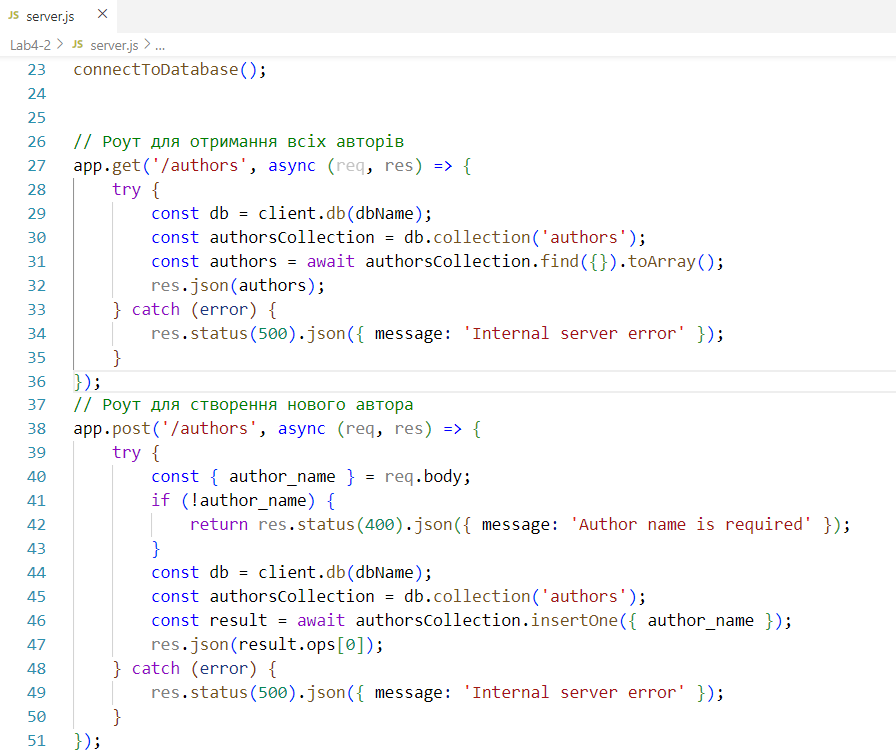 JS server.js ×
Lab4-2 > JS server.js > ...
23 connectToDatabase();
24
25
26 // Роут для отримання всіх авторів
27 app.get('/authors', async (req, res) => {
28     try {
29         const db = client.db(dbName);
30         const authorsCollection = db.collection('authors');
31         const authors = await authorsCollection.find({}).toArray();
32         res.json(authors);
33     } catch (error) {
34         res.status(500).json({ message: 'Internal server error' });
35     }
36 });
37 // Роут для створення нового автора
38 app.post('/authors', async (req, res) => {
39     try {
40         const { author_name } = req.body;
41         if (!author_name) {
42             return res.status(400).json({ message: 'Author name is required' });
43         }
44         const db = client.db(dbName);
45         const authorsCollection = db.collection('authors');
46         const result = await authorsCollection.insertOne({ author_name });
47         res.json(result.ops[0]);
48     } catch (error) {
49         res.status(500).json({ message: 'Internal server error' });
50     }
51 });